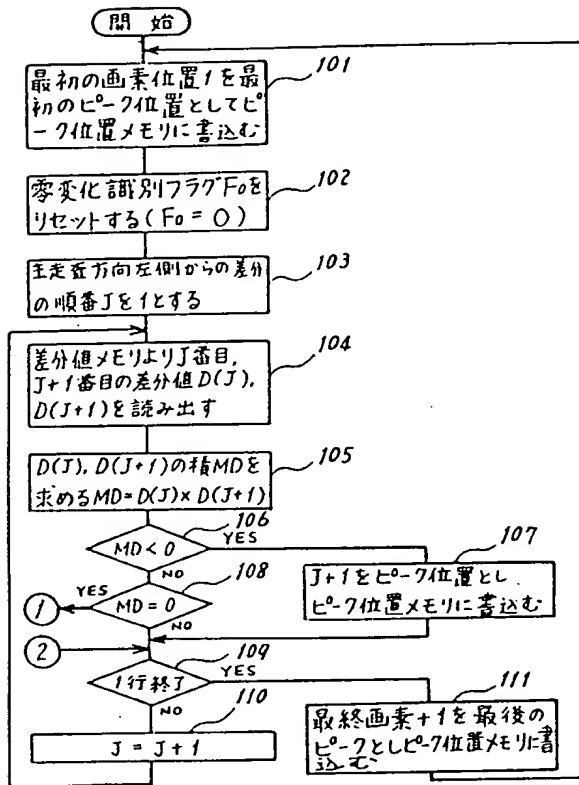 開始
101
最初の画素位置1を最
初のピーク位置としてピ
ーク位置メモリに書込む
102
零変化識別フラグF0を
リセットする(F0=0)
103
主走査方向左側からの差分
の順番Jを1とする
104
差分値メモリよりJ番目,
J+1番目の差分値D(J),
D(J+1)を読み出す
105
D(J),D(J+1)の積MDを
求めるMD=D(J)×D(J+1)
106
MD<0
YES
NO
107
J+1をピーク位置とし
ピーク位置メモリに書込む
108
1
YES
MD=0
NO
2
109
1行終了
YES
NO
110
J=J+1
111
最終画素+1を最後の
ピークとしピーク位置メモリに書
込む